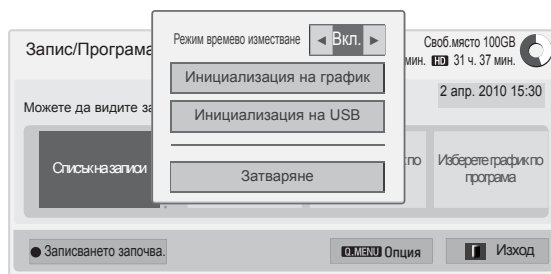 Запис/Програма
Своб.място 100GB
мин. HD 31 ч. 37 мин.
2 апр. 2010 15:30
Можете да видите за
Режим времево изместване ◄ Вкл. ►
Инициализация на график
Инициализация на USB
Затваряне
Списък на записи
по
Изберете график по
програма
● Записването започва.
Q.MENU Опция
Изход